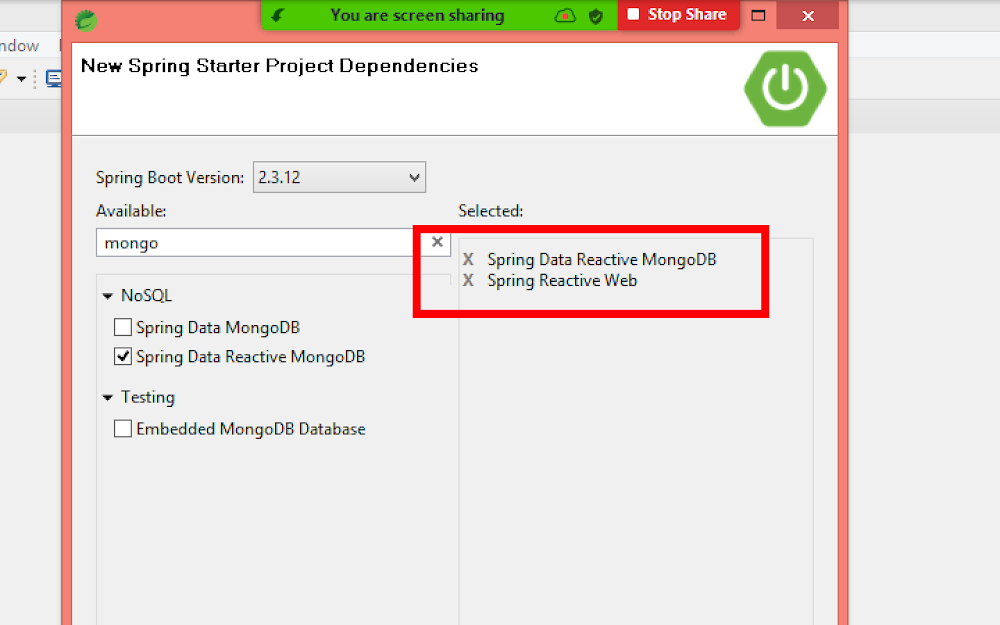 You are screen sharing
Stop Share
ndow
New Spring Starter Project Dependencies
Spring Boot Version: 2.3.12
Available:
Selected:
mongo
X Spring Data Reactive MongoDB
X Spring Reactive Web
NoSQL
Spring Data MongoDB
Spring Data Reactive MongoDB
Testing
Embedded MongoDB Database